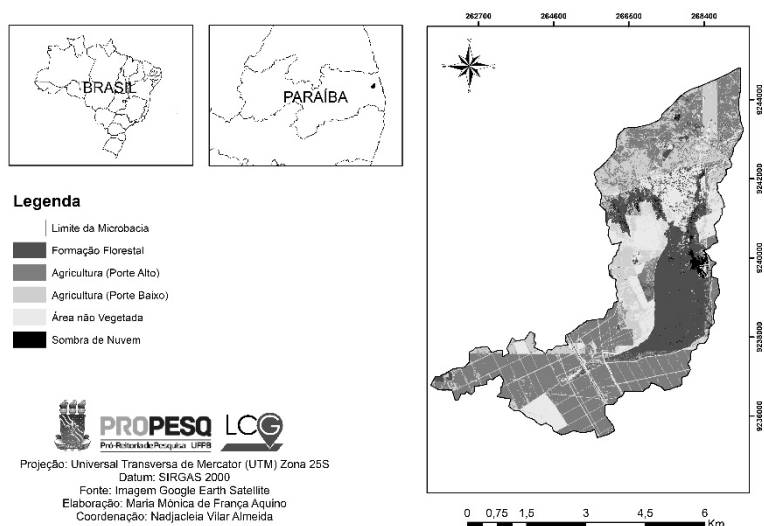 BRASIL
PARAÍBA
262700 264600 266500 268400
9244000
9242000
9240000
9238000
9236000
Legenda
Limite da Microbacia
Formação Florestal
Agricultura (Porte Alto)
Agricultura (Porte Baixo)
Área não Vegetada
Sombra de Nuvem
PROPESQ LCG
Pró-Reitoria de Pesquisa UFPB
Projeção: Universal Transversa de Mercator (UTM) Zona 25S
Datum: SIRGAS 2000
Fonte: Imagem Google Earth Satellite
Elaboração: Maria Mônica de França Aquino
Coordenação: Nadjacleia Vilar Almeida
0 0,75 1,5 3 4,5 6
Km